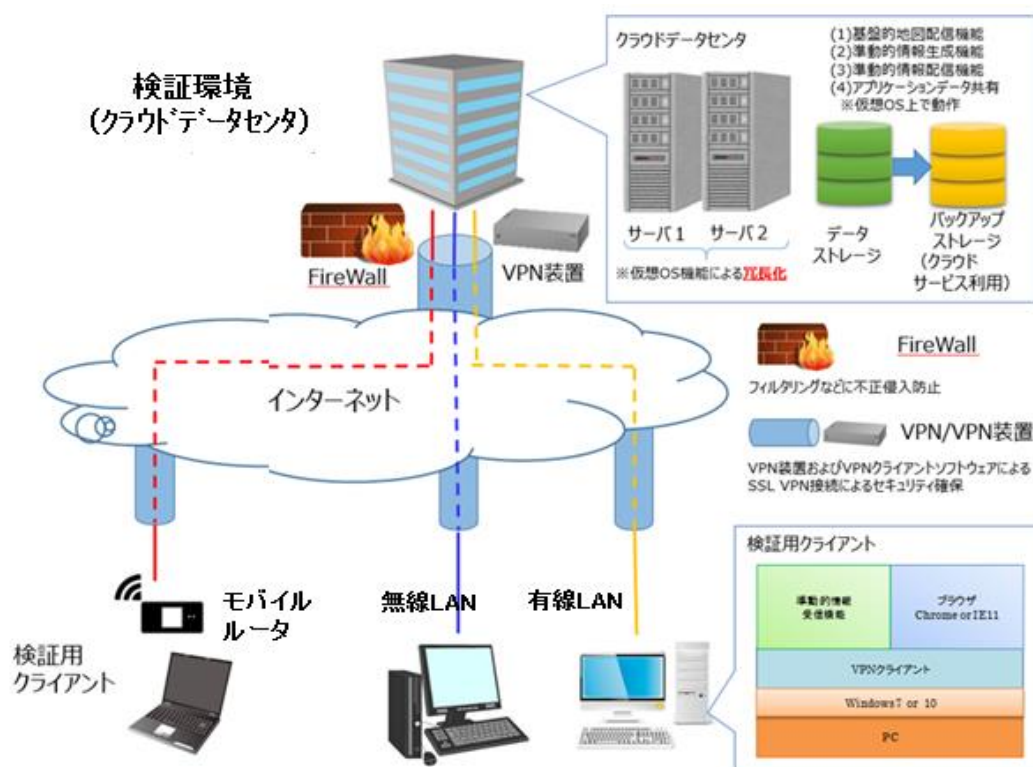 検証環境
(クラウドデータセンタ)
クラウドデータセンタ
(1)基盤的地図配信機能
(2)準動的情報生成機能
(3)準動的情報配信機能
(4)アプリケーションデータ共有
※仮想OS上で動作
サーバ1
サーバ2
※仮想OS機能による冗長化
データ
ストレージ
バックアップ
ストレージ
(クラウド
サービス利用)
FireWall
VPN装置
インターネット
FireWall
フィルタリングなどに不正侵入防止
VPN/VPN装置
VPN装置およびVPNクライアントソフトウェアによる
SSL VPN接続によるセキュリティ確保
モバイル
ルータ
無線LAN
有線LAN
検証用
クライアント
検証用クライアント
準動的情報
受信機能
ブラウザ
Chrome or IE11
VPNクライアント
Windows7 or 10
PC